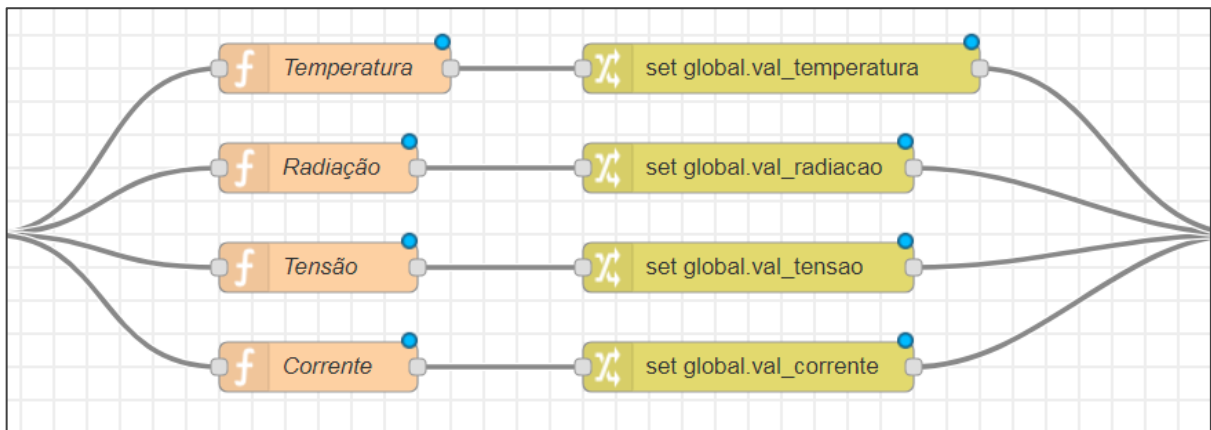 Temperatura
set global.val_temperatura
Radiação
set global.val_radiacao
Tensão
set global.val_tensao
Corrente
set global.val_corrente